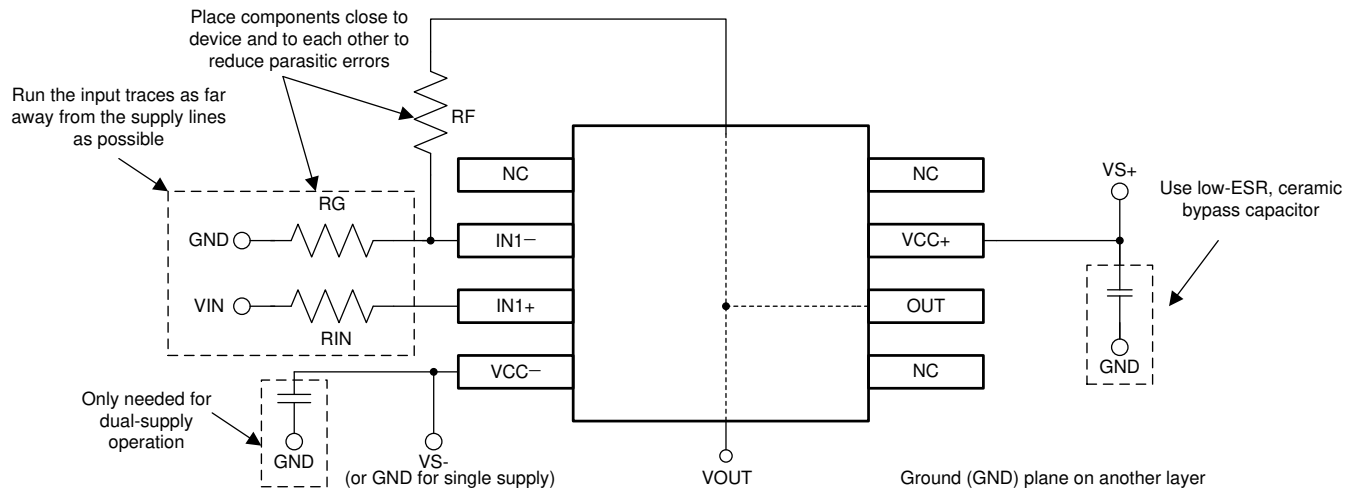 Place components close to
device and to each other to
reduce parasitic errors
Run the input traces as far
away from the supply lines
as possible
RF
NC
NC
VS+
Use low-ESR, ceramic
bypass capacitor
RG
GND
IN1−
VCC+
VIN
IN1+
OUT
RIN
VCC−
NC
GND
Only needed for
dual-supply
operation
GND
VS-
(or GND for single supply)
VOUT
Ground (GND) plane on another layer